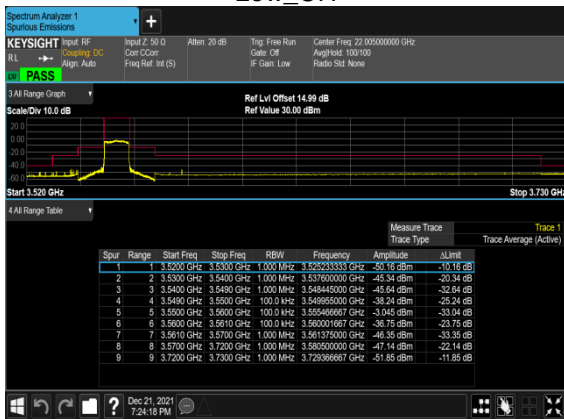 Low_CH
Spectrum Analyzer 1
Spurious Emissions
KEYSIGHT Input: RF Input Z: 50 Ω Atten: 20 dB Trig: Free Run Center Freq: 22.005000000 GHz
RL Coupling: DC Corr CCorr Gate: Off Avg|Hold: 100/100
Align: Auto Freq Ref: Int (S) IF Gain: Low Radio Std: None
PASS
3 All Range Graph
Ref Lvl Offset 14.99 dB
Scale/Div 10.0 dB Ref Value 30.00 dBm
20.0
0.00
-20.0
-40.0
-60.0
Start 3.520 GHz Stop 3.730 GHz
4 All Range Table
Measure Trace Trace 1
Trace Type Trace Average (Active)
Spur Range Start Freq Stop Freq RBW Frequency Amplitude ΔLimit
1 1 3.5200 GHz 3.5300 GHz 1.000 MHz 3.525233333 GHz -50.16 dBm -10.16 dB
2 2 3.5300 GHz 3.5400 GHz 1.000 MHz 3.537600000 GHz -45.34 dBm -20.34 dB
3 3 3.5400 GHz 3.5490 GHz 1.000 MHz 3.548445000 GHz -45.64 dBm -32.64 dB
4 4 3.5490 GHz 3.5500 GHz 100.0 kHz 3.549955000 GHz -38.24 dBm -25.24 dB
5 5 3.5500 GHz 3.5600 GHz 100.0 kHz 3.555466667 GHz -3.045 dBm -33.04 dB
6 6 3.5600 GHz 3.5610 GHz 100.0 kHz 3.560001667 GHz -36.75 dBm -23.75 dB
7 7 3.5610 GHz 3.5700 GHz 1.000 MHz 3.561375000 GHz -46.35 dBm -33.35 dB
8 8 3.5700 GHz 3.7200 GHz 1.000 MHz 3.580500000 GHz -47.14 dBm -22.14 dB
9 9 3.7200 GHz 3.7300 GHz 1.000 MHz 3.729366667 GHz -51.85 dBm -11.85 dB
Dec 21, 2021
7:24:18 PM